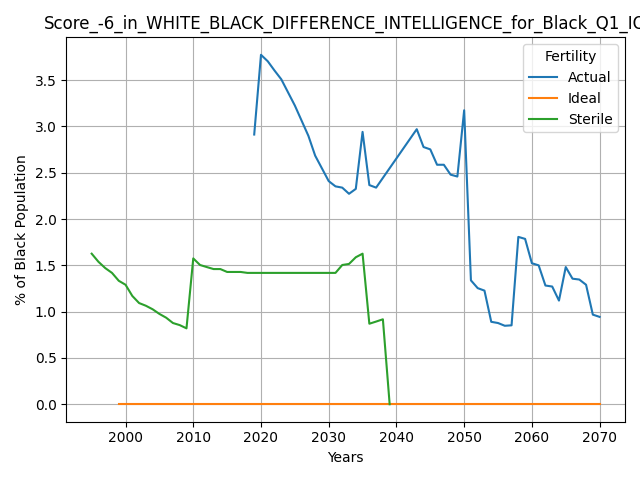 Score_-6_in_WHITE_BLACK_DIFFERENCE_INTELLIGENCE_for_Black_Q1_IC
Fertility
Actual
Ideal
Sterile
% of Black Population
3.5
3.0
2.5
2.0
1.5
1.0
0.5
0.0
2000 2010 2020 2030 2040 2050 2060 2070
Years